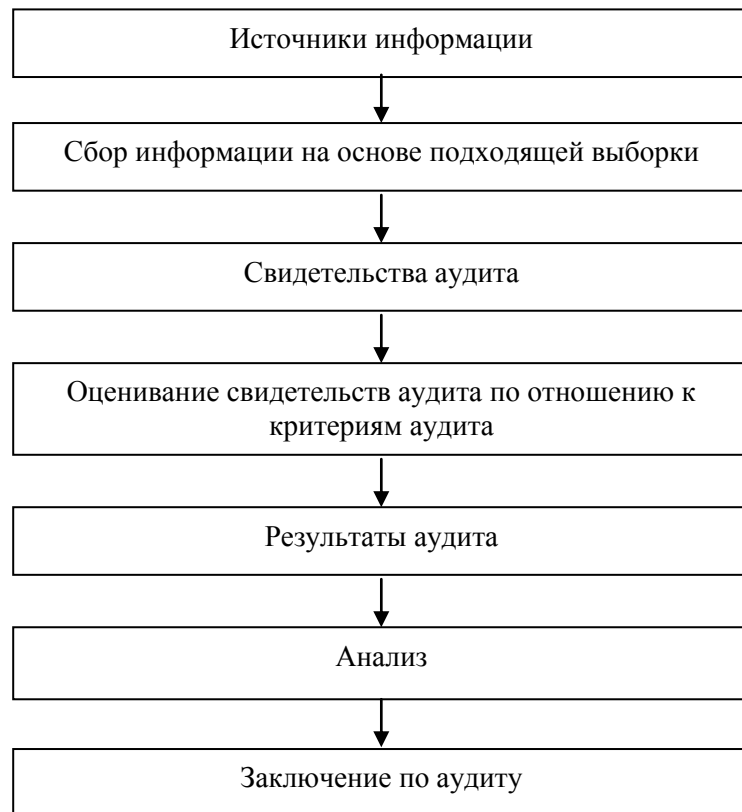 Источники информации
Сбор информации на основе подходящей выборки
Свидетельства аудита
Оценивание свидетельств аудита по отношению к
критериям аудита
Результаты аудита
Анализ
Заключение по аудиту